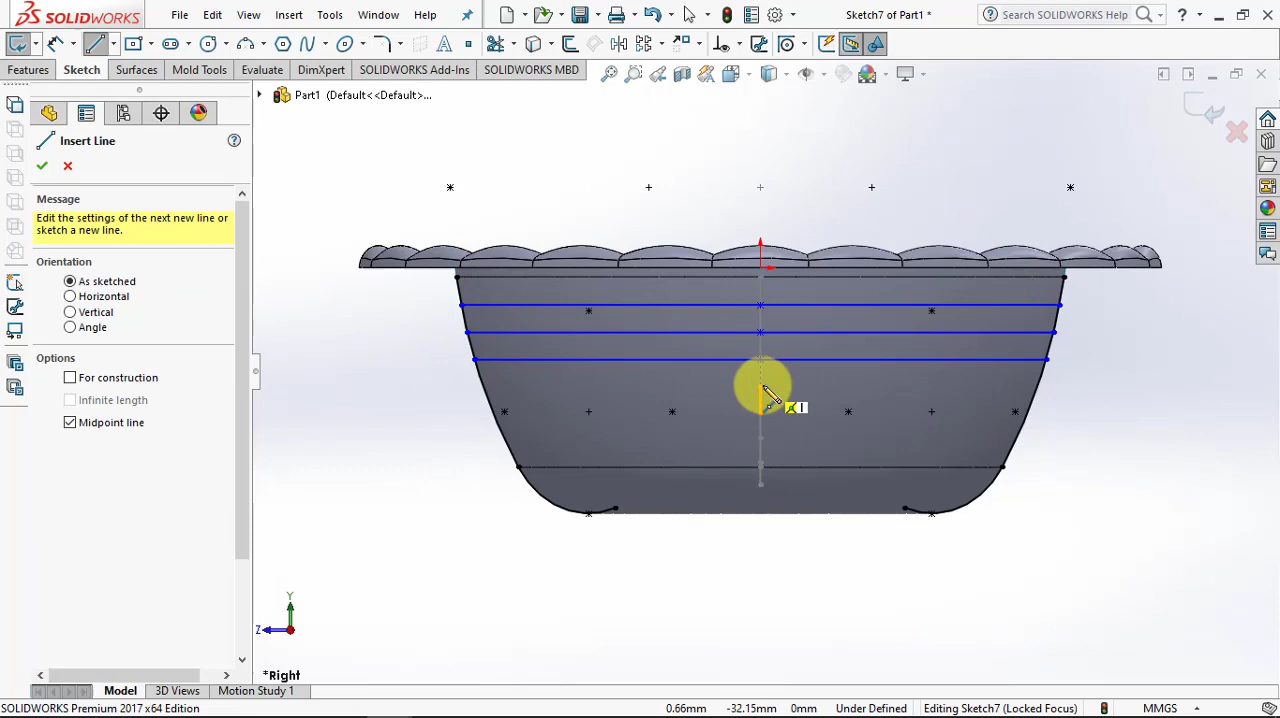 SOLIDWORKS File Edit View Insert Tools Window Help Sketch7 of Part1 * Search SOLIDWORKS Help ?
Features Sketch Surfaces Mold Tools Evaluate DimXpert SOLIDWORKS Add-Ins SOLIDWORKS MBD
Part1 (Default<<Default>...
Insert Line
Message
Edit the settings of the next new line or
sketch a new line.
Orientation
As sketched
Horizontal
Vertical
Angle
Options
For construction
Infinite length
Midpoint line
Y
Z
*Right
Model 3D Views Motion Study 1
SOLIDWORKS Premium 2017 x64 Edition 0.66mm -32.15mm 0mm Under Defined Editing Sketch7 (Locked Focus) MMGS